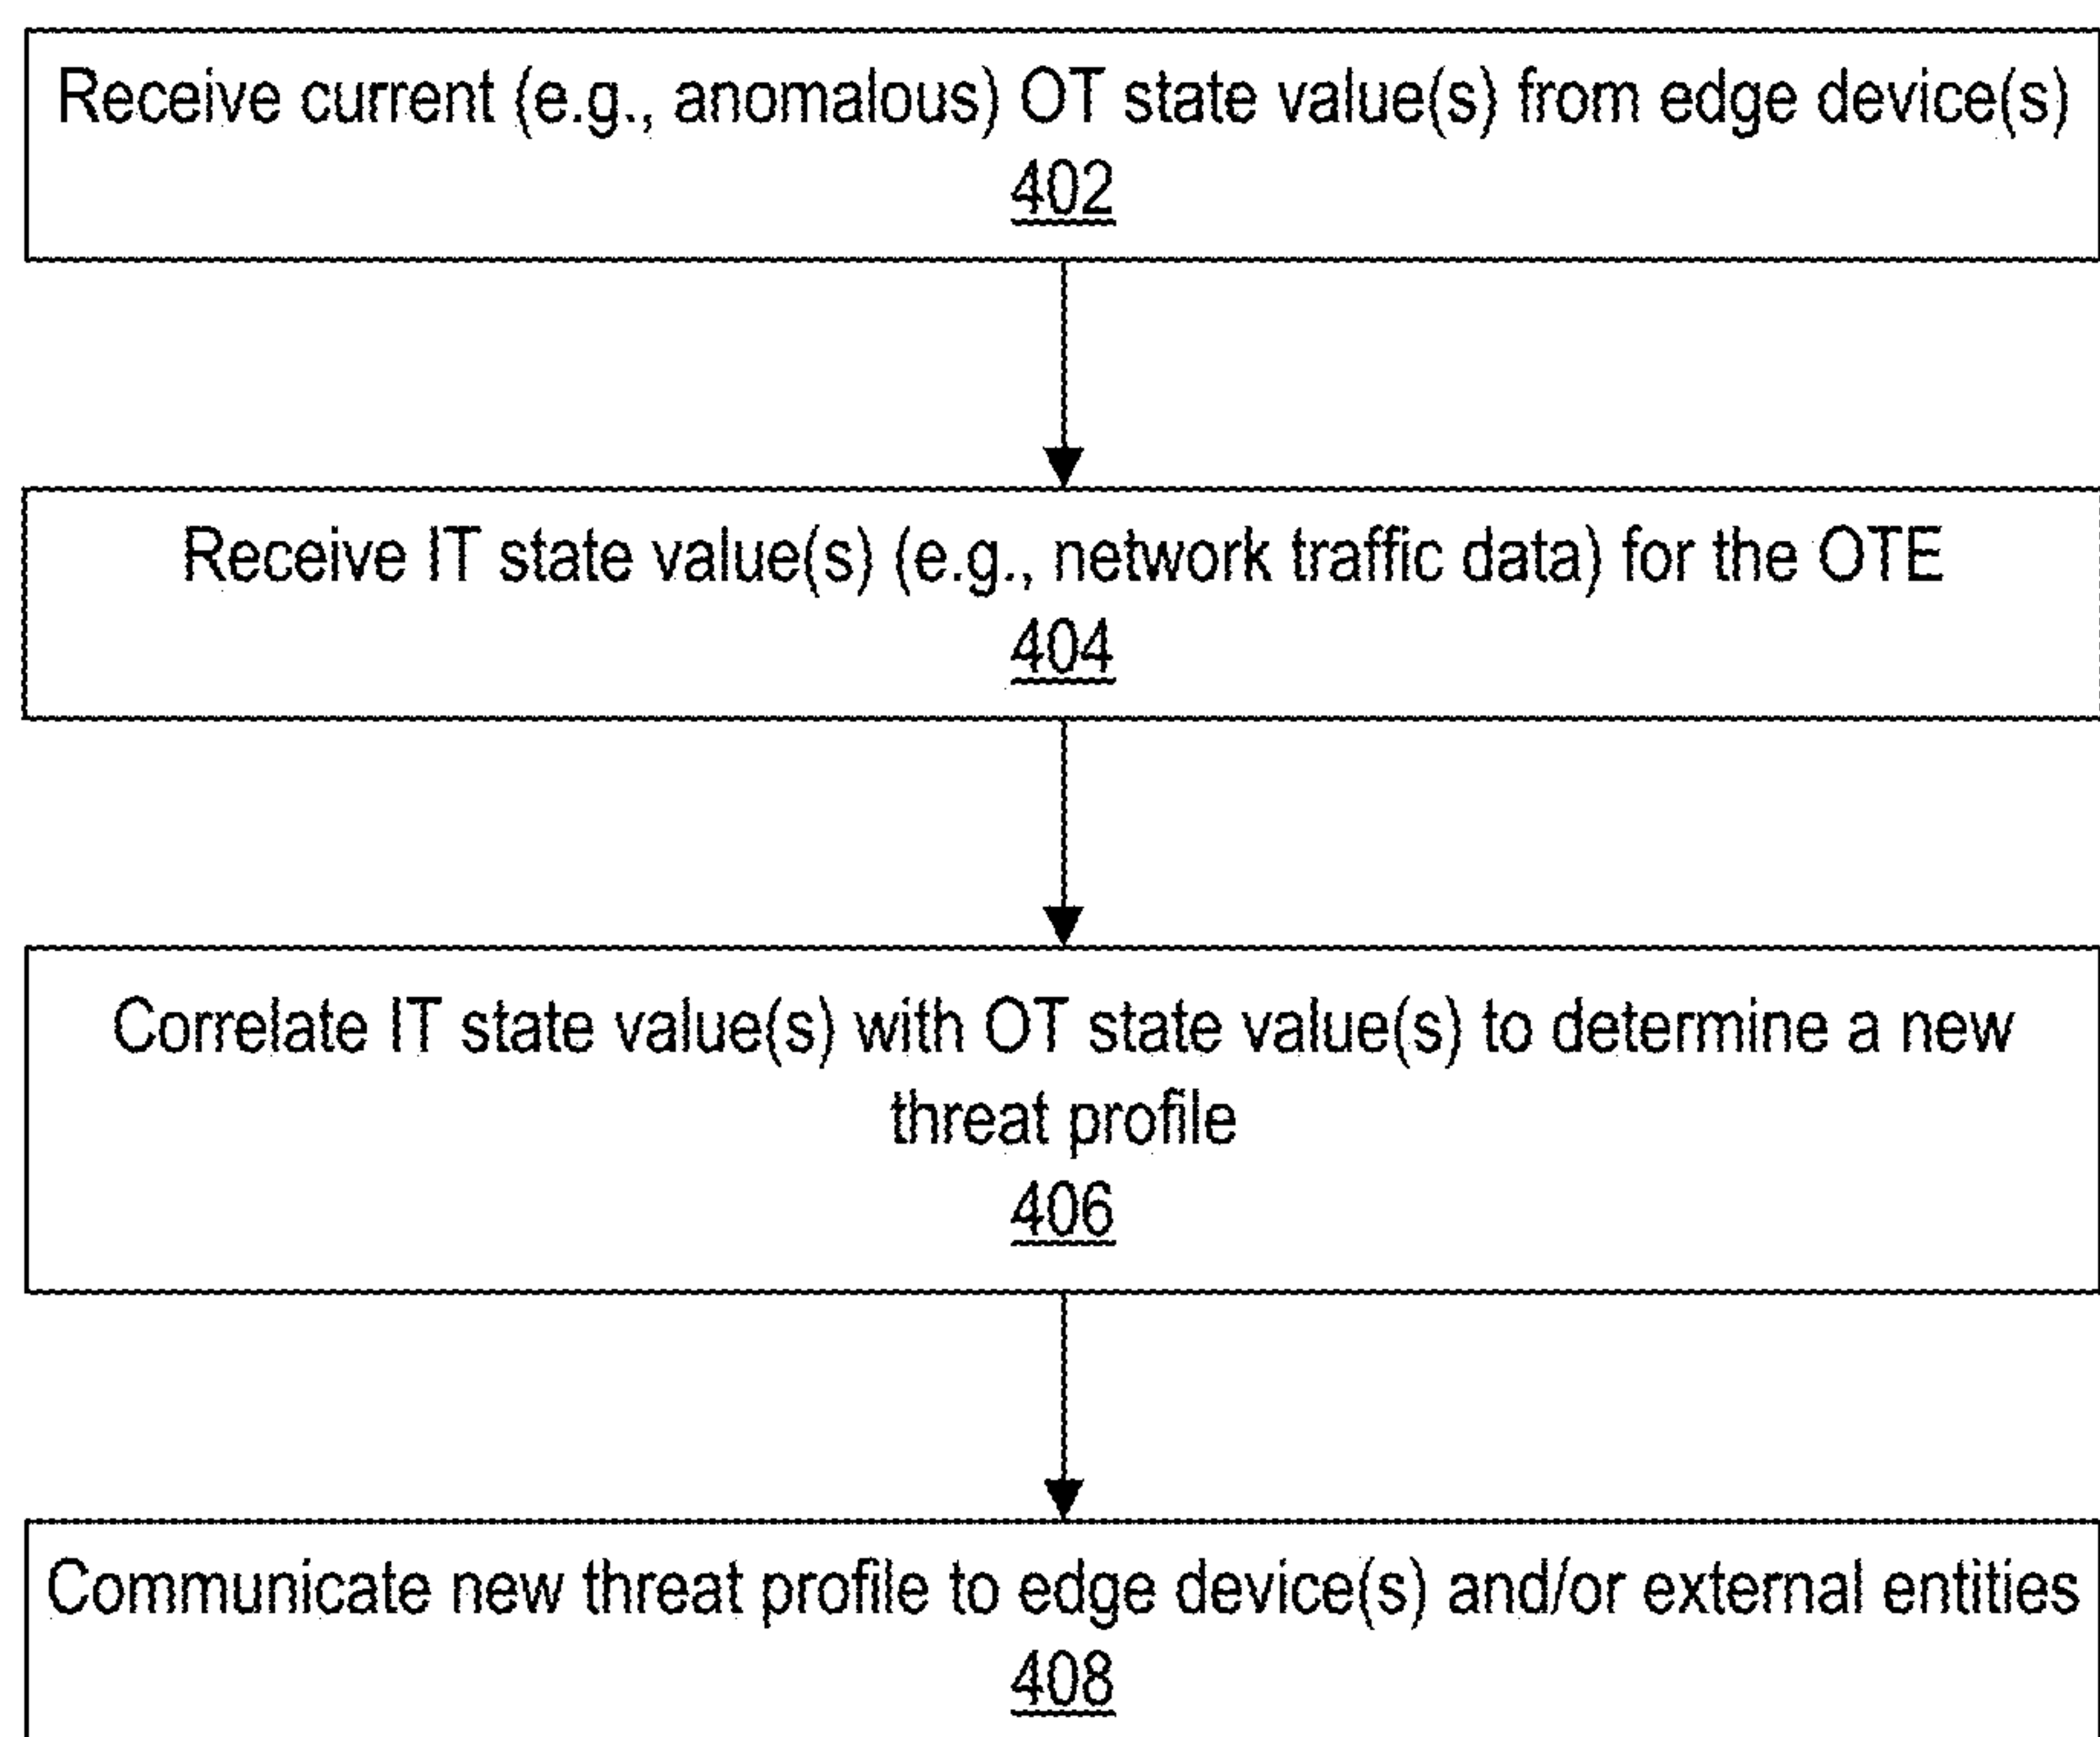 Receive current (e.g., anomalous) OT state value(s) from edge device(s)
402
Receive IT state value(s) (e.g., network traffic data) for the OTE
404
Correlate IT state value(s) with OT state value(s) to determine a new
threat profile
406
Communicate new threat profile to edge device(s) and/or external entities
408